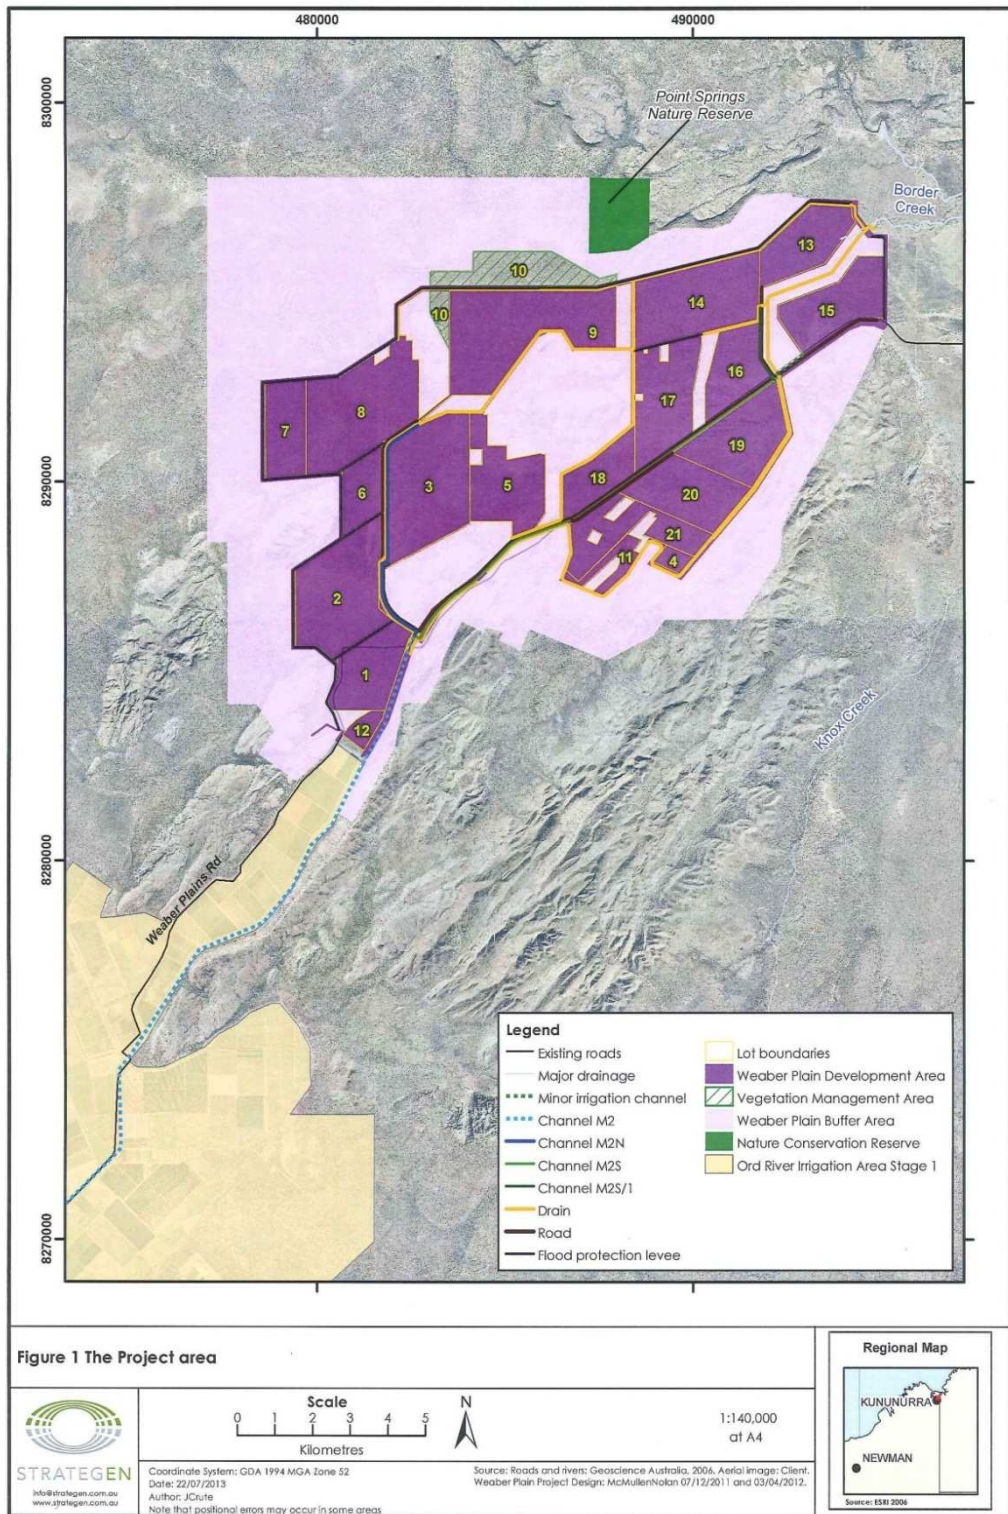 480000
490000
8300000
8290000
8280000
8270000
Point Springs
Nature Reserve
Border
Creek
10
13
10
14
9
15
16
8
7
17
19
3
5
6
18
20
21
11
4
2
1
12
Knox Creek
Weaber Plains Rd
Legend
Existing roads
Major drainage
Minor irrigation channel
Channel M2
Channel M2N
Channel M2S
Channel M2S/1
Drain
Road
Flood protection levee
Lot boundaries
Weaber Plain Development Area
Vegetation Management Area
Weaber Plain Buffer Area
Nature Conservation Reserve
Ord River Irrigation Area Stage 1
Figure 1 The Project area
STRATEGEN
info@strategen.com.au
www.strategen.com.au
Scale
0 1 2 3 4 5
Kilometres
N
1:140,000
at A4
Coordinate System: GDA 1994 MGA Zone 52
Date: 22/07/2013
Author: JCrute
Note that positional errors may occur in some areas
Source: Roads and rivers: Geoscience Australia, 2006. Aerial image: Client.
Weaber Plain Project Design: McMullenNolan 07/12/2011 and 03/04/2012.
Regional Map
KUNUNURRA
NEWMAN
Source: ESRI 2006